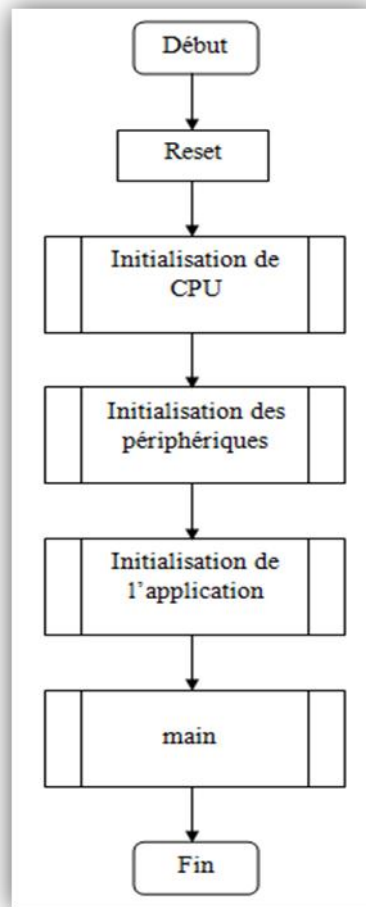 Début
Reset
Initialisation de
CPU
Initialisation des
périphériques
Initialisation de
l'application
main
Fin